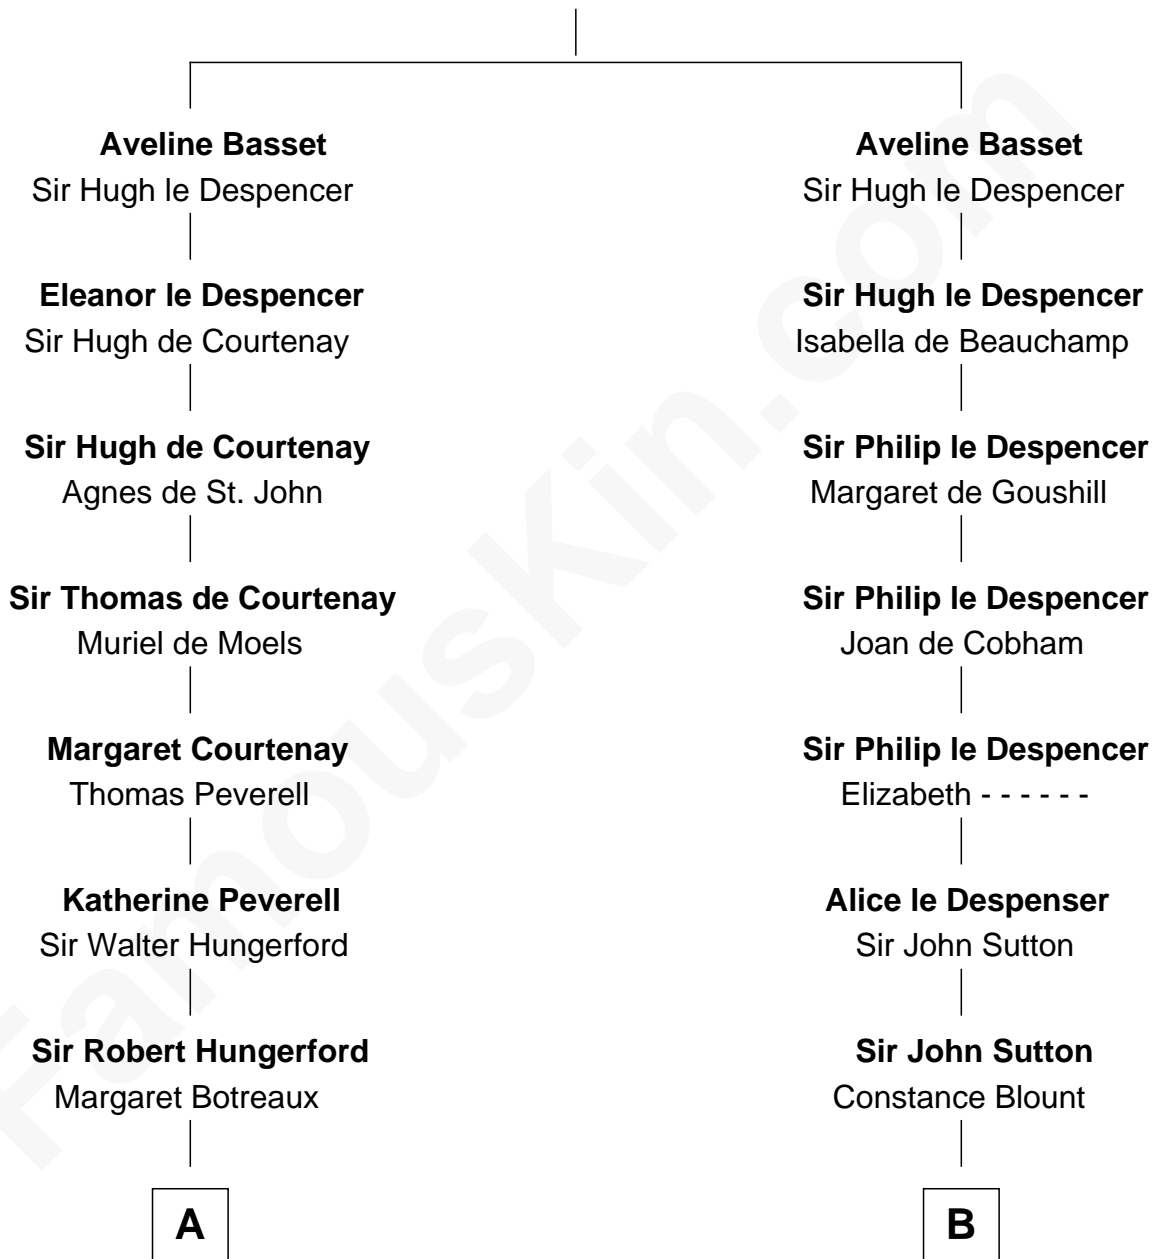 Aveline Basset
Sir Hugh le Despencer
Eleanor le Despencer
Sir Hugh de Courtenay
Sir Hugh de Courtenay
Agnes de St. John
Sir Thomas de Courtenay
Muriel de Moels
Margaret Courtenay
Thomas Peverell
Katherine Peverell
Sir Walter Hungerford
Sir Robert Hungerford
Margaret Botreaux
A
Aveline Basset
Sir Hugh le Despencer
Sir Hugh le Despencer
Isabella de Beauchamp
Sir Philip le Despencer
Margaret de Goushill
Sir Philip le Despencer
Joan de Cobham
Sir Philip le Despencer
Elizabeth - - - - - -
Alice le Despenser
Sir John Sutton
Sir John Sutton
Constance Blount
B
FamousKin.com